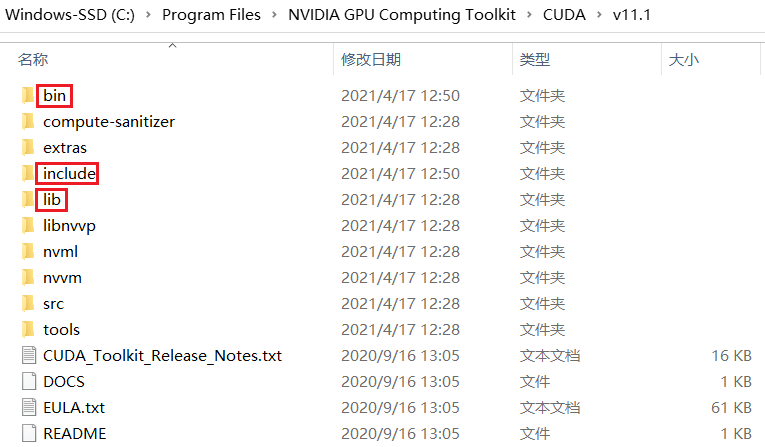 Windows-SSD (C:) › Program Files › NVIDIA GPU Computing Toolkit › CUDA › v11.1
名称 修改日期 类型 大小
bin 2021/4/17 12:50 文件夹
compute-sanitizer 2021/4/17 12:28 文件夹
extras 2021/4/17 12:28 文件夹
include 2021/4/17 12:50 文件夹
lib 2021/4/17 12:28 文件夹
libnvvp 2021/4/17 12:28 文件夹
nvml 2021/4/17 12:28 文件夹
nvvm 2021/4/17 12:28 文件夹
src 2021/4/17 12:28 文件夹
tools 2021/4/17 12:28 文件夹
CUDA_Toolkit_Release_Notes.txt 2020/9/16 13:05 文本文档 16 KB
DOCS 2020/9/16 13:05 文件 1 KB
EULA.txt 2020/9/16 13:05 文本文档 61 KB
README 2020/9/16 13:05 文件 1 KB